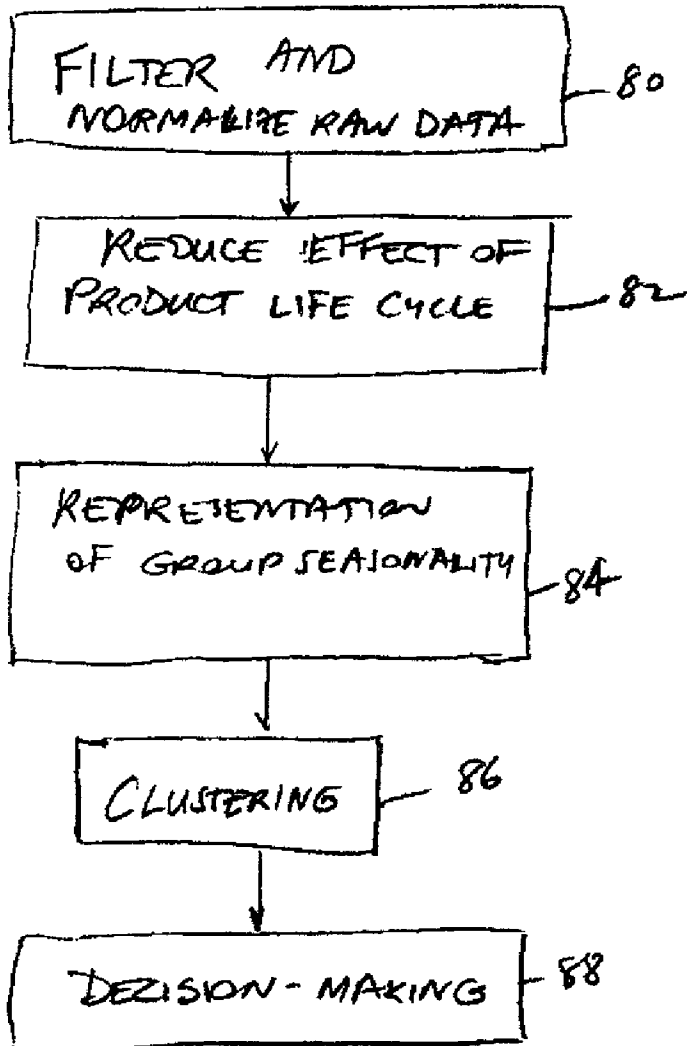 FILTER AND
NORMALIZE RAW DATA
80
REDUCE EFFECT OF
PRODUCT LIFE CYCLE
82
REPRESENTATION
OF GROUP SEASONALITY
84
CLUSTERING
86
DEZISION-MAKING
88